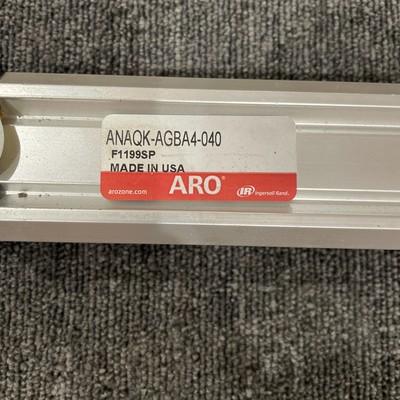 ANAQK-AGBA4-040
F1199SP
MADE IN USA
arozone.com
ARO
IR Ingersoll Rand